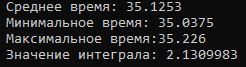 Среднее время: 35.1253
Минимальное время: 35.0375
Максимальное время:35.226
Значение интеграла: 2.1309983